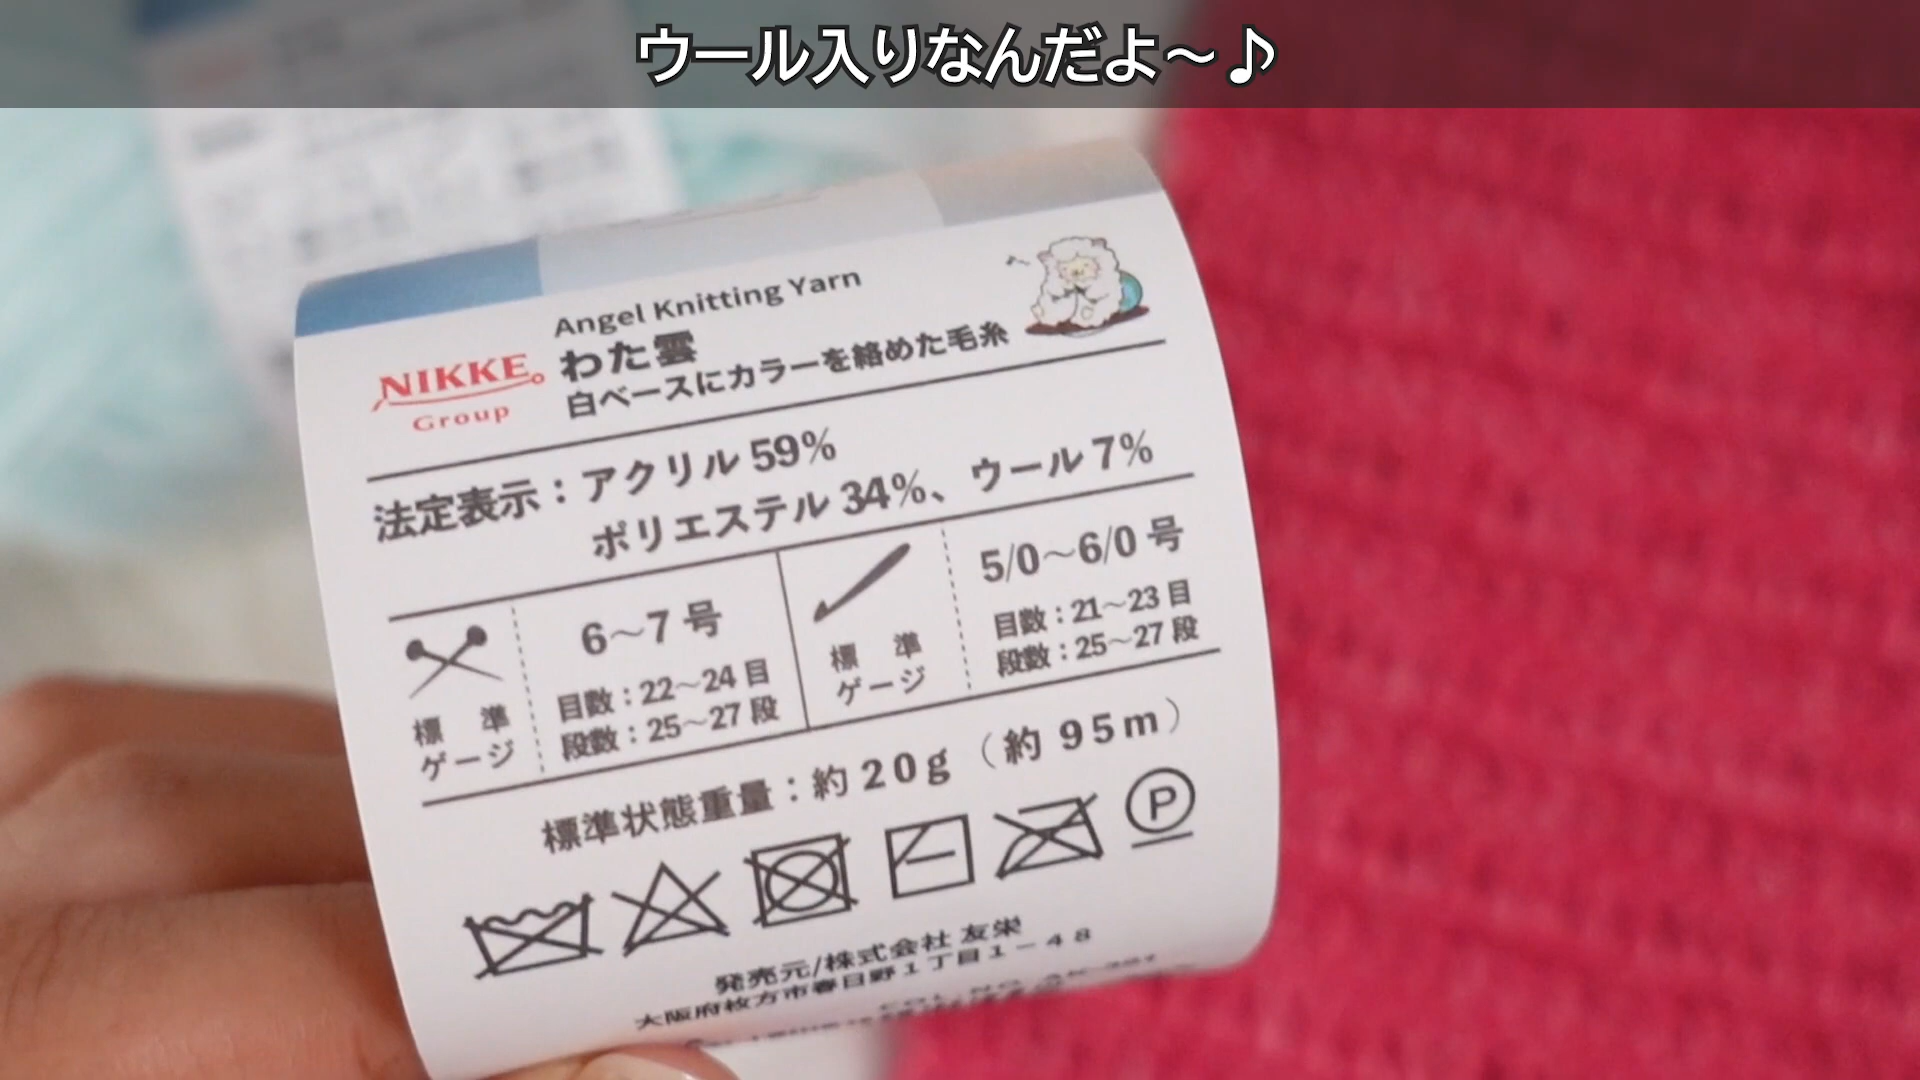 ウール入りなんだよ～♪
Angel Knitting Yarn
わた雲
白ベースにカラーを絡めた毛糸
NIKKE
Group
法定表示：アクリル 59%
ポリエステル 34%、ウール 7%
6～7 号
目数：22～24 目
段数：25～27 段
標準
ゲージ
5/0～6/0 号
目数：21～23 目
段数：25～27 段
標準
ゲージ
標準状態重量：約 20g（約 95m）
P
発売元/株式会社 友栄
大阪府枚方市春日野1丁目1－48